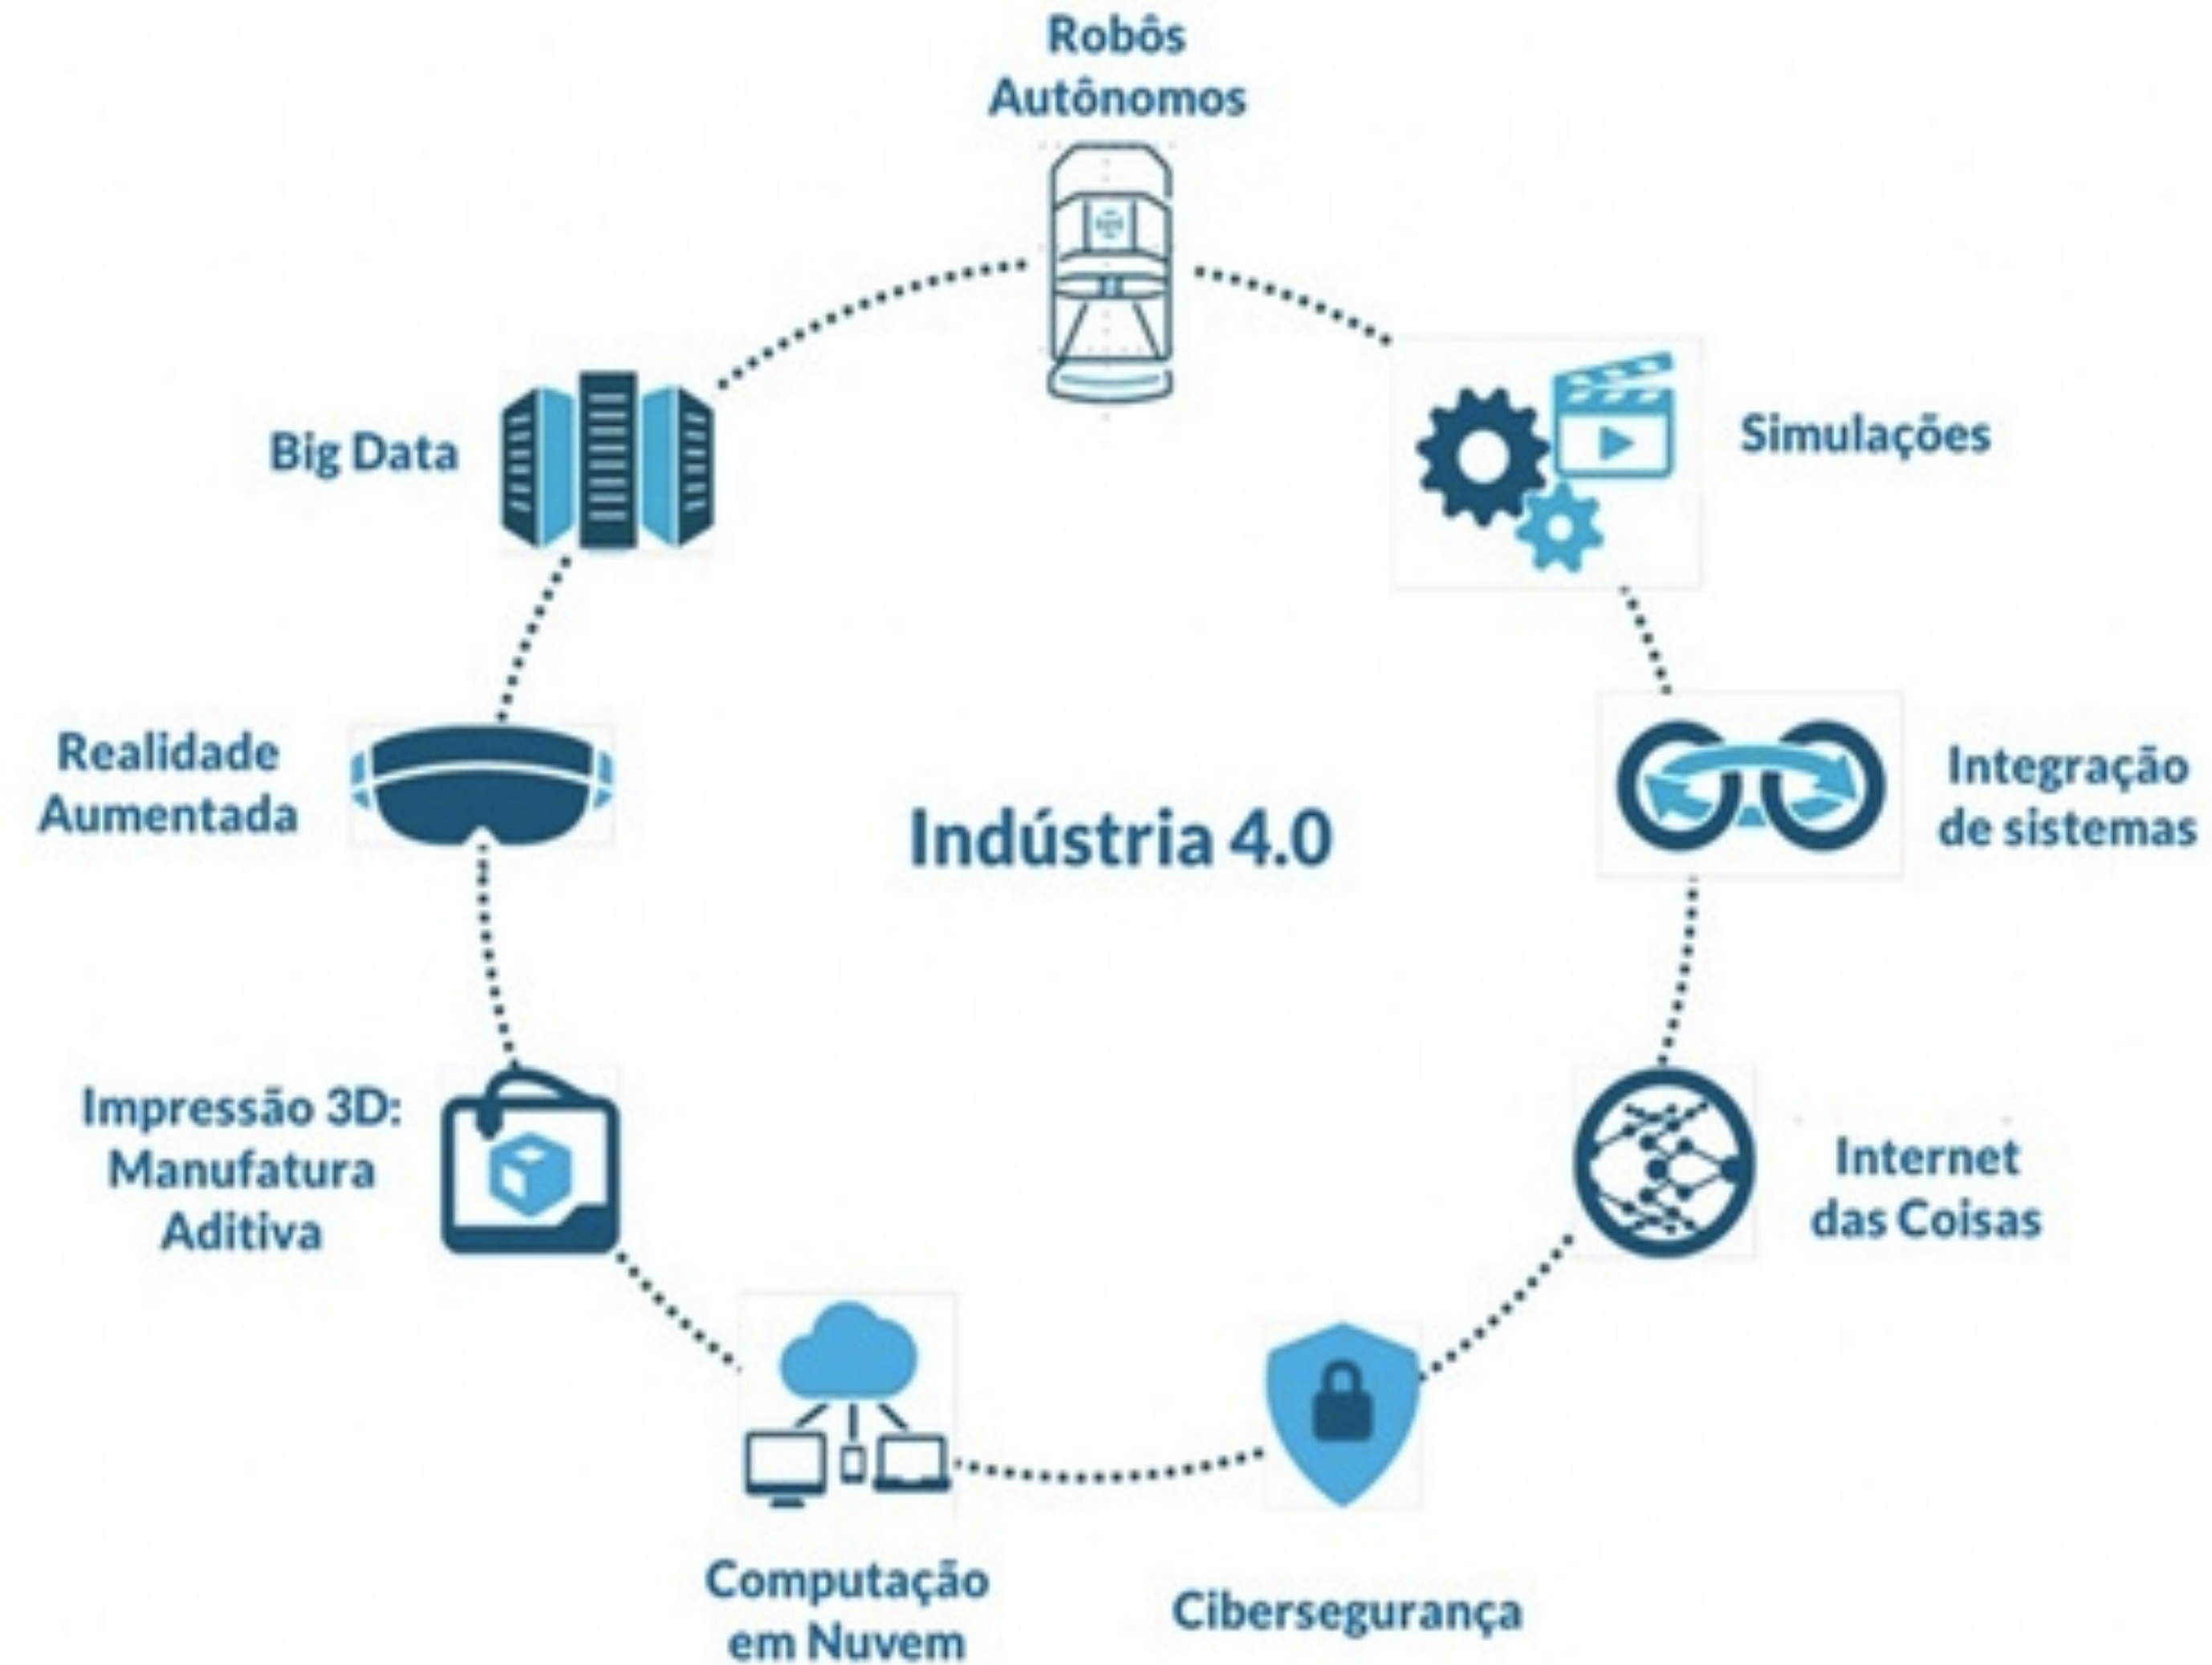 Robôs
Autônomos
Big Data
Simulações
Realidade
Aumentada
Indústria 4.0
Integração
de sistemas
Impressão 3D:
Manufatura
Aditiva
Internet
das Coisas
Computação
em Nuvem
Cibersegurança